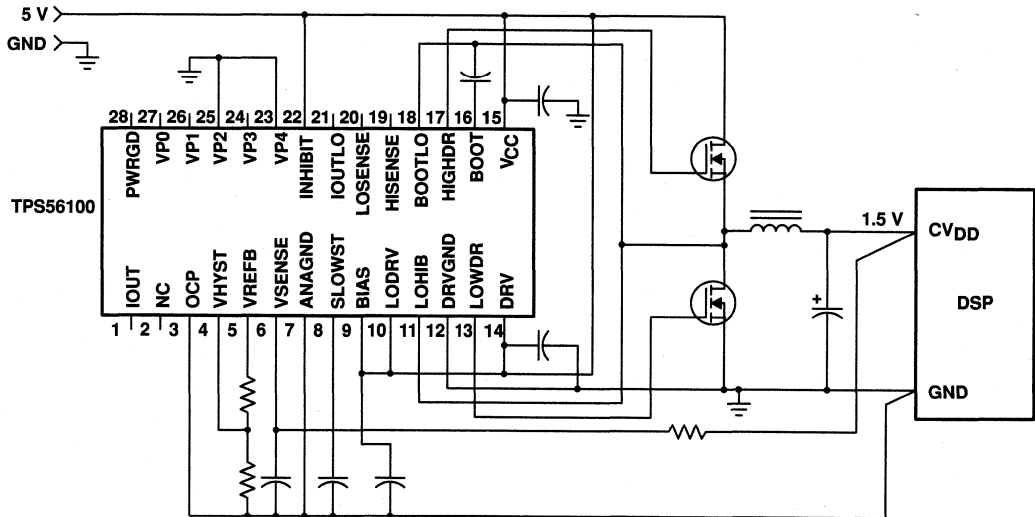 5 V
GND
28 27 26 25 24 23 22 21 20 19 18 17 16 15
PWRGD
VP0
VP1
VP2
VP3
VP4
INHIBIT
IOUTLO
LOSENSE
HISENSE
BOOTLO
HIGHDR
BOOT
VCC
TPS56100
IOUT
NC
OCP
VHYST
VREFB
VSENSE
ANAGND
SLOWST
BIAS
LODRV
LOHIB
DRVGND
LOWDR
DRV
1 2 3 4 5 6 7 8 9 10 11 12 13 14
1.5 V
+
CVDD
DSP
GND